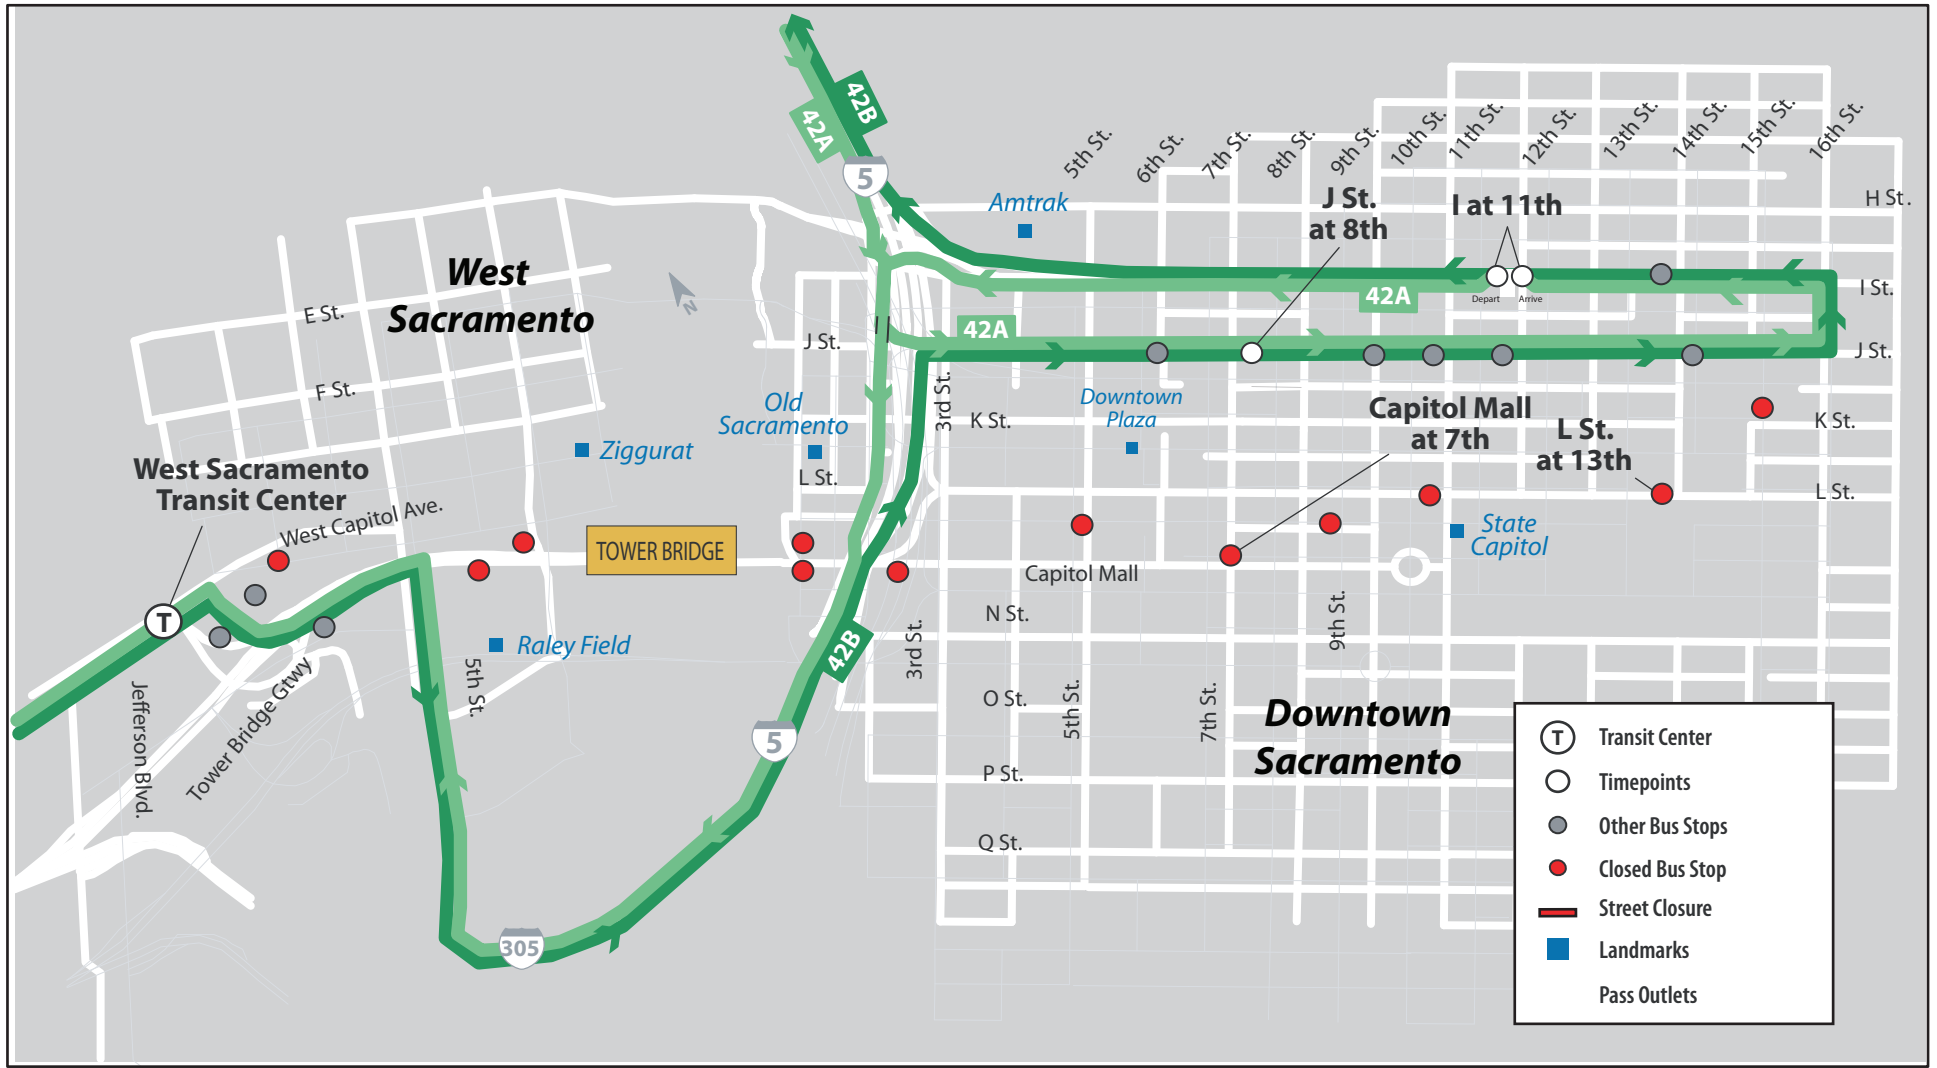 42B
42A
5
5th St.
6th St.
7th St.
8th St.
9th St.
10th St.
11th St.
12th St.
13th St.
14th St.
15th St.
16th St.
Amtrak
J St.
at 8th
I at 11th
H St.
West
Sacramento
N
E St.
F St.
J St.
42A
42A
Depart
Arrive
I St.
J St.
Old
Sacramento
L St.
3rd St.
K St.
Downtown
Plaza
Capitol Mall
at 7th
L St.
at 13th
K St.
L St.
Ziggurat
West Sacramento
Transit Center
West Capitol Ave.
TOWER BRIDGE
State
Capitol
Capitol Mall
T
Raley Field
42B
N St.
9th St.
3rd St.
5th St.
Jefferson Blvd.
Tower Bridge Gtwy
O St.
5th St.
7th St.
Downtown
Sacramento
5
P St.
Q St.
305
T
Transit Center
Timepoints
Other Bus Stops
Closed Bus Stop
Street Closure
Landmarks
Pass Outlets